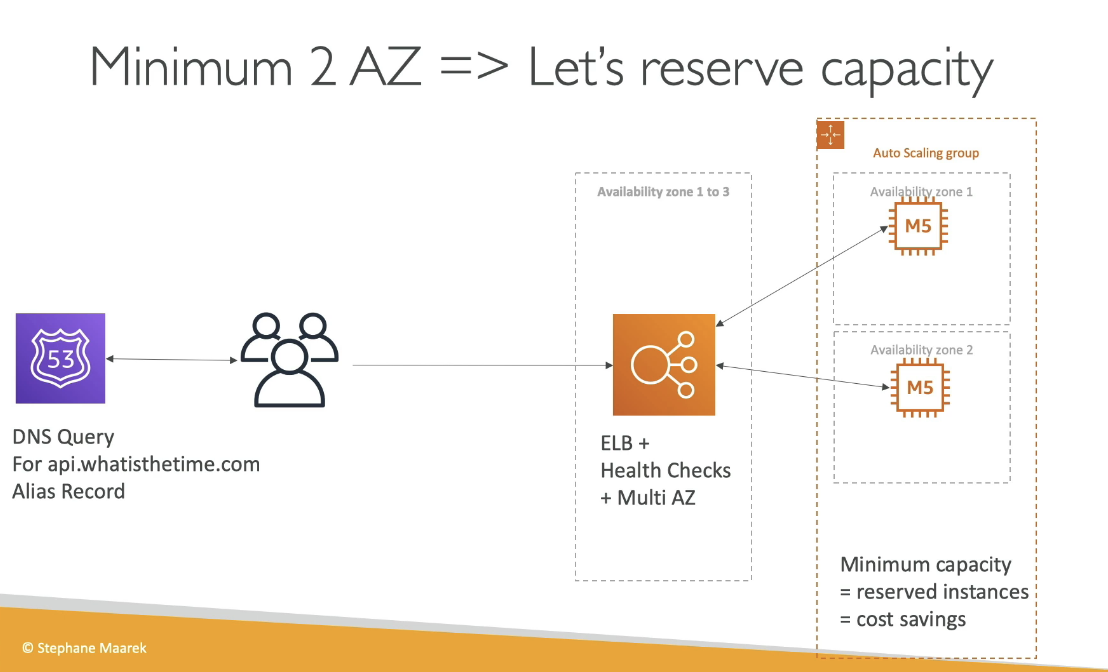 Minimum 2 AZ => Let's reserve capacity
Auto Scaling group
Availability zone 1 to 3
Availability zone 1
M5
53
Availability zone 2
M5
DNS Query
For api.whatisthetime.com
Alias Record
ELB +
Health Checks
+ Multi AZ
Minimum capacity
= reserved instances
= cost savings
© Stephane Maarek